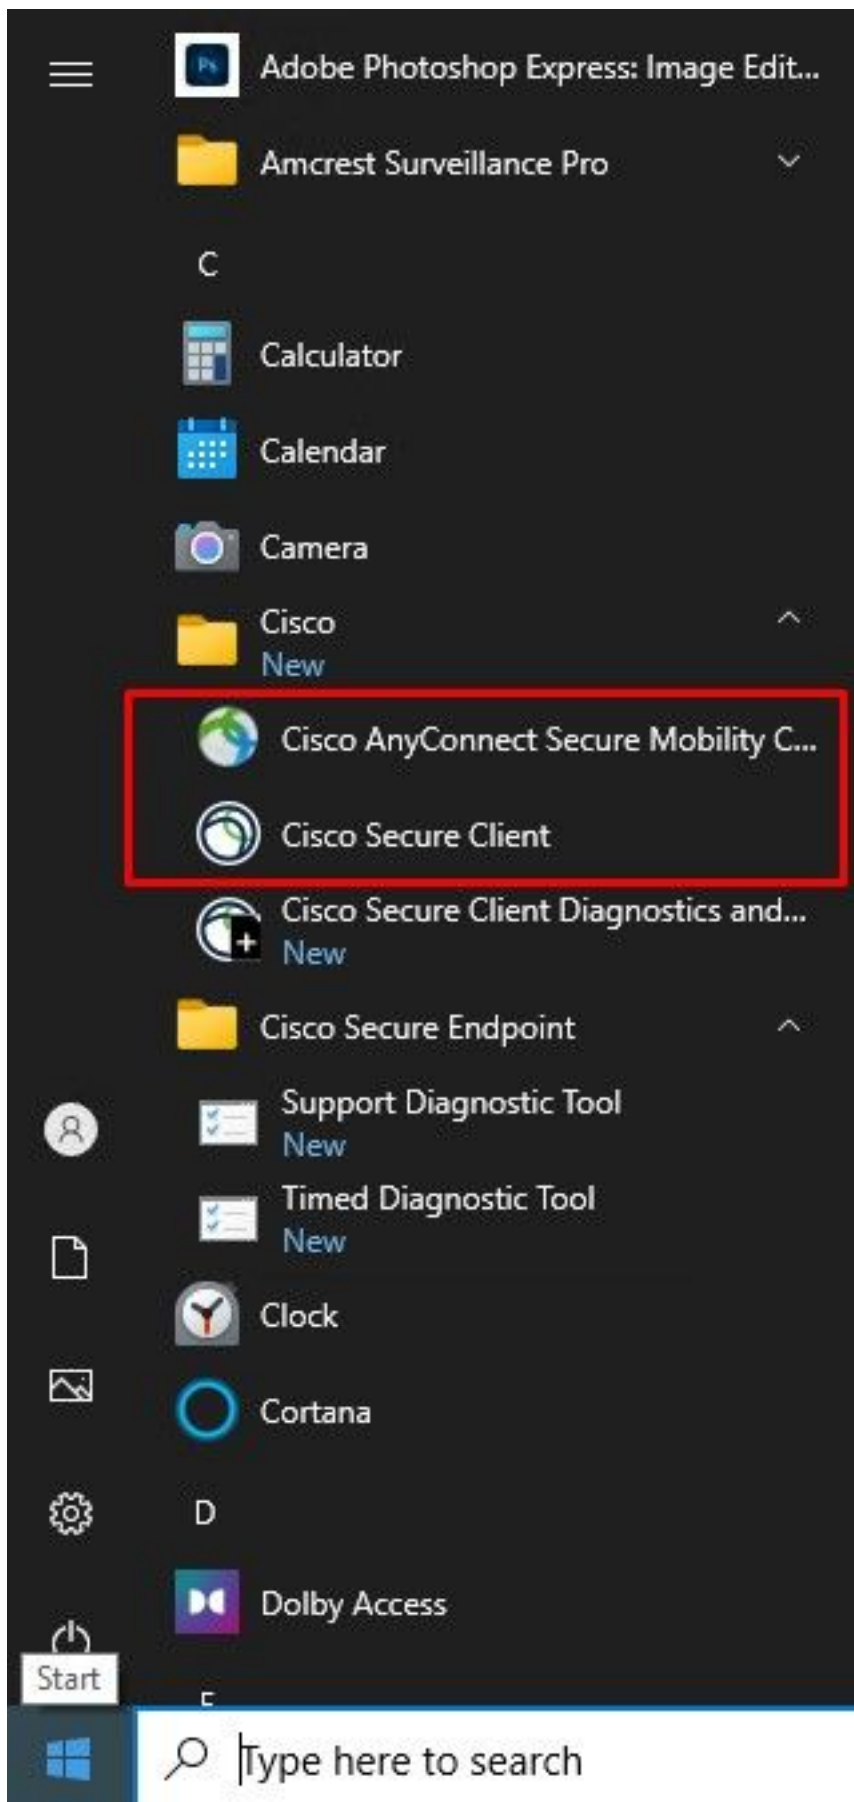 Ps
Adobe Photoshop Express: Image Edit...
Amcrest Surveillance Pro
C
Calculator
Calendar
Camera
Cisco
New
Cisco AnyConnect Secure Mobility C...
Cisco Secure Client
Cisco Secure Client Diagnostics and...
New
Cisco Secure Endpoint
Support Diagnostic Tool
New
Timed Diagnostic Tool
New
Clock
Cortana
D
Dolby Access
Start
Type here to search